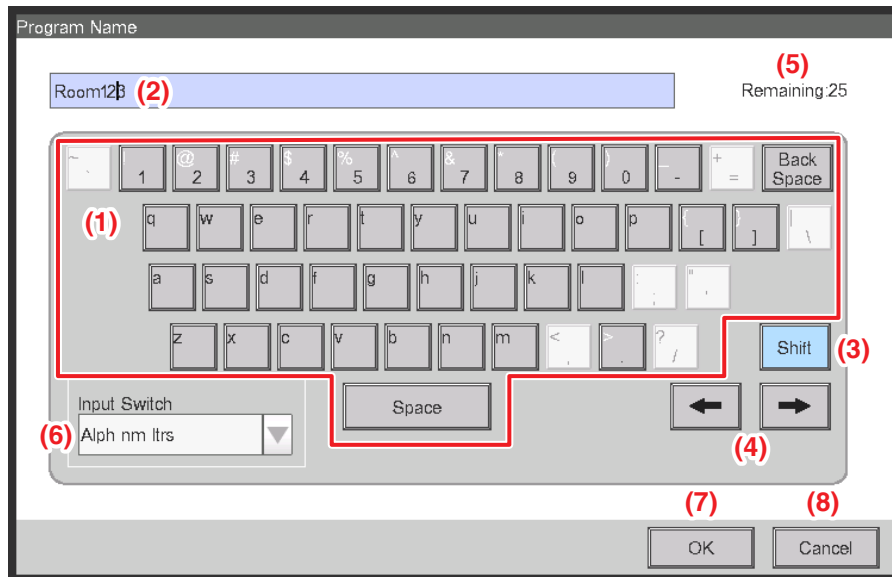 Program Name
(5)
Room123 (2) Remaining:25
~ ` 1 @ 2 # 3 $ 4 % 5 ^ 6 & 7 * 8 ( 9 ) 0 _ - + = Back Space
(1) q w e r t y u i o p { [ } ] | \
a s d f g h j k l : ; " '
z x c v b n m < , > . ? / Shift (3)
Input Switch
Space
(6) Alph nm ltrs
(4)
(7) (8)
OK Cancel